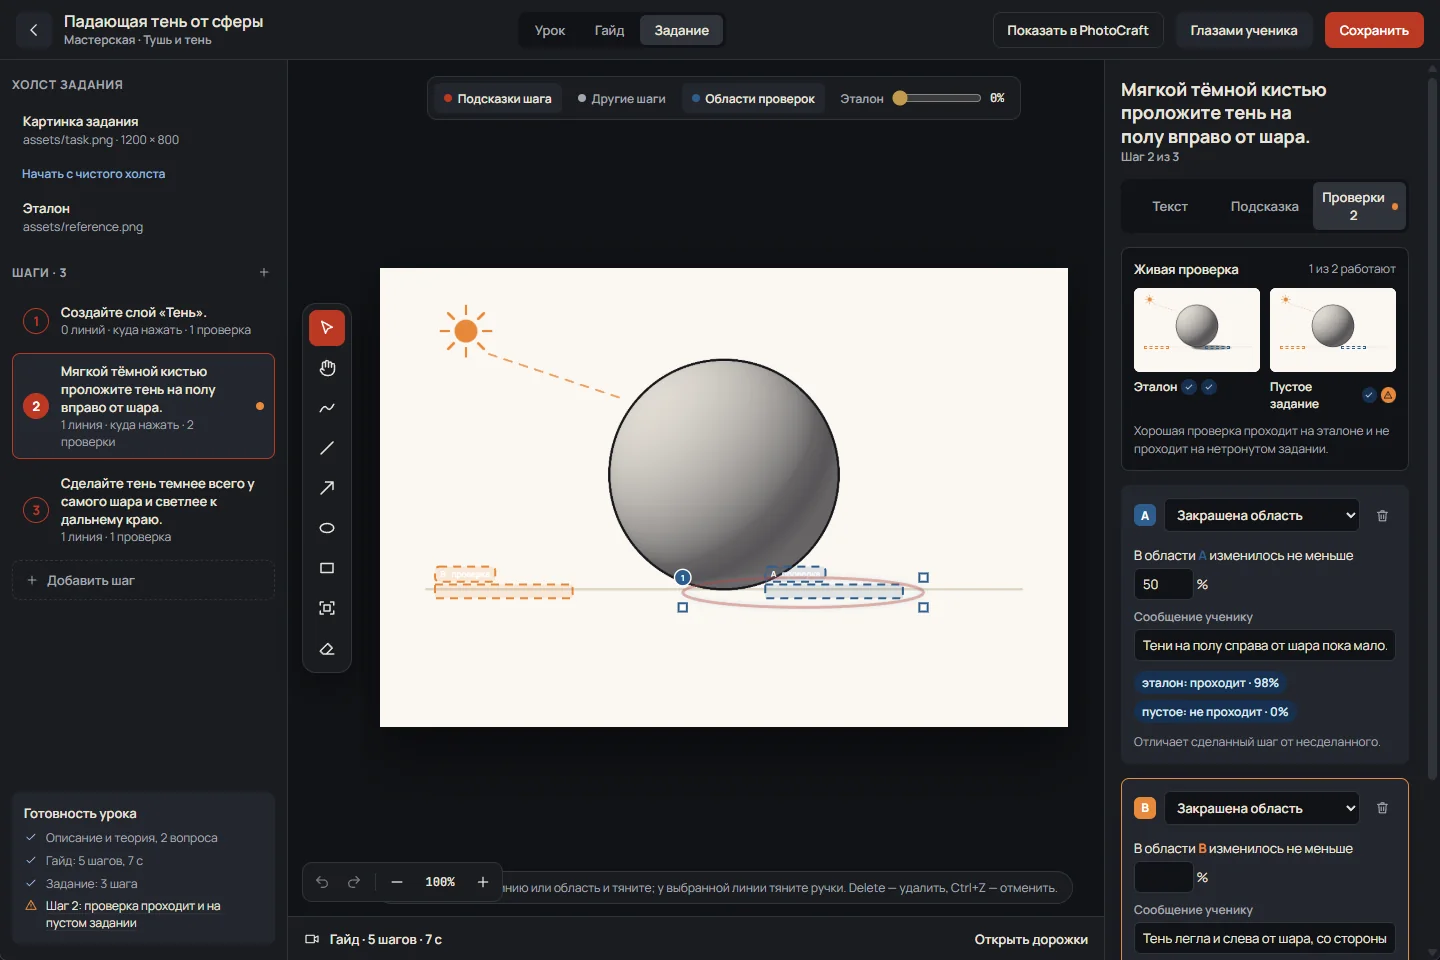 Падающая тень от сферы
Мастерская · Тушь и тень
Урок
Гайд
Задание
Показать в PhotoCraft
Глазами ученика
Сохранить
ХОЛСТ ЗАДАНИЯ
Картинка задания
assets/task.png · 1200 × 800
Начать с чистого холста
Эталон
assets/reference.png
ШАГИ · 3
1
Создайте слой «Тень».
0 линий · куда нажать · 1 проверка
2
Мягкой тёмной кистью
проложите тень на полу
вправо от шара.
1 линия · куда нажать · 2
проверки
3
Сделайте тень темнее всего у
самого шара и светлее к
дальнему краю.
1 линия · 1 проверка
Добавить шаг
Готовность урока
Описание и теория, 2 вопроса
Гайд: 5 шагов, 7 с
Задание: 3 шага
Шаг 2: проверка проходит и на
пустом задании
Подсказки шага
Другие шаги
Области проверок
Эталон
0%
1
A
100%
нию или область и тяните; у выбранной линии тяните ручки. Delete — удалить, Ctrl+Z — отменить.
Гайд · 5 шагов · 7 с
Открыть дорожки
Мягкой тёмной кистью
проложите тень на
полу вправо от шара.
Шаг 2 из 3
Текст
Подсказка
Проверки
2
Живая проверка
1 из 2 работают
Эталон
Пустое
задание
Хорошая проверка проходит на эталоне и не
проходит на нетронутом задании.
A
Закрашена область
В области A изменилось не меньше
50 %
Сообщение ученику
Тени на полу справа от шара пока мало.
эталон: проходит · 98%
пустое: не проходит · 0%
Отличает сделанный шаг от несделанного.
B
Закрашена область
В области B изменилось не меньше
%
Сообщение ученику
Тень легла и слева от шара, со стороны